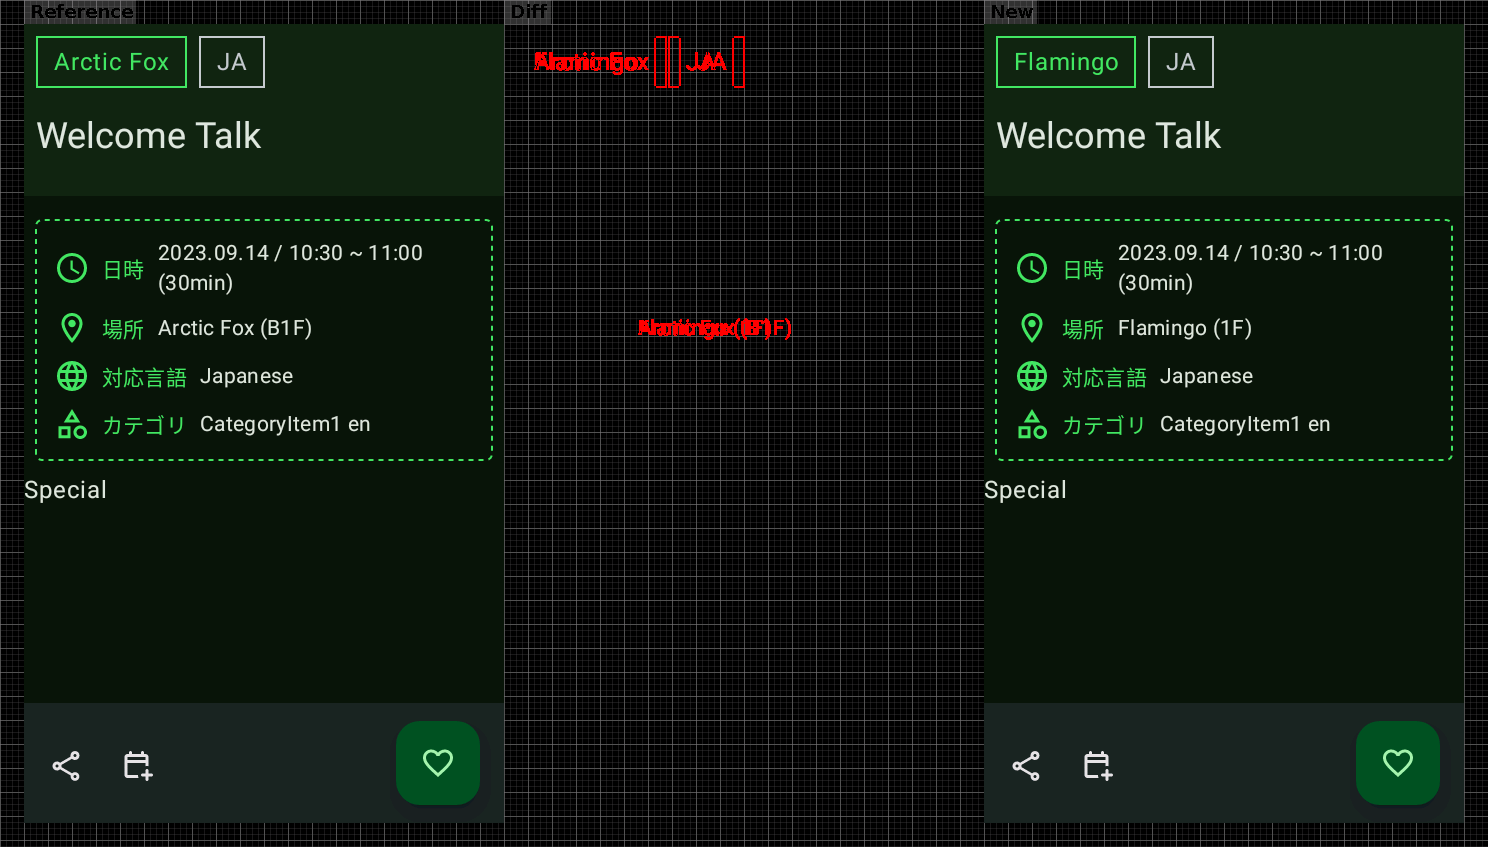 Reference
Arctic Fox
JA
Welcome Talk
日時 2023.09.14 / 10:30 ~ 11:00
(30min)
場所 Arctic Fox (B1F)
対応言語 Japanese
カテゴリ CategoryItem1 en
Special
Diff
New
Flamingo
JA
Welcome Talk
日時 2023.09.14 / 10:30 ~ 11:00
(30min)
場所 Flamingo (1F)
対応言語 Japanese
カテゴリ CategoryItem1 en
Special